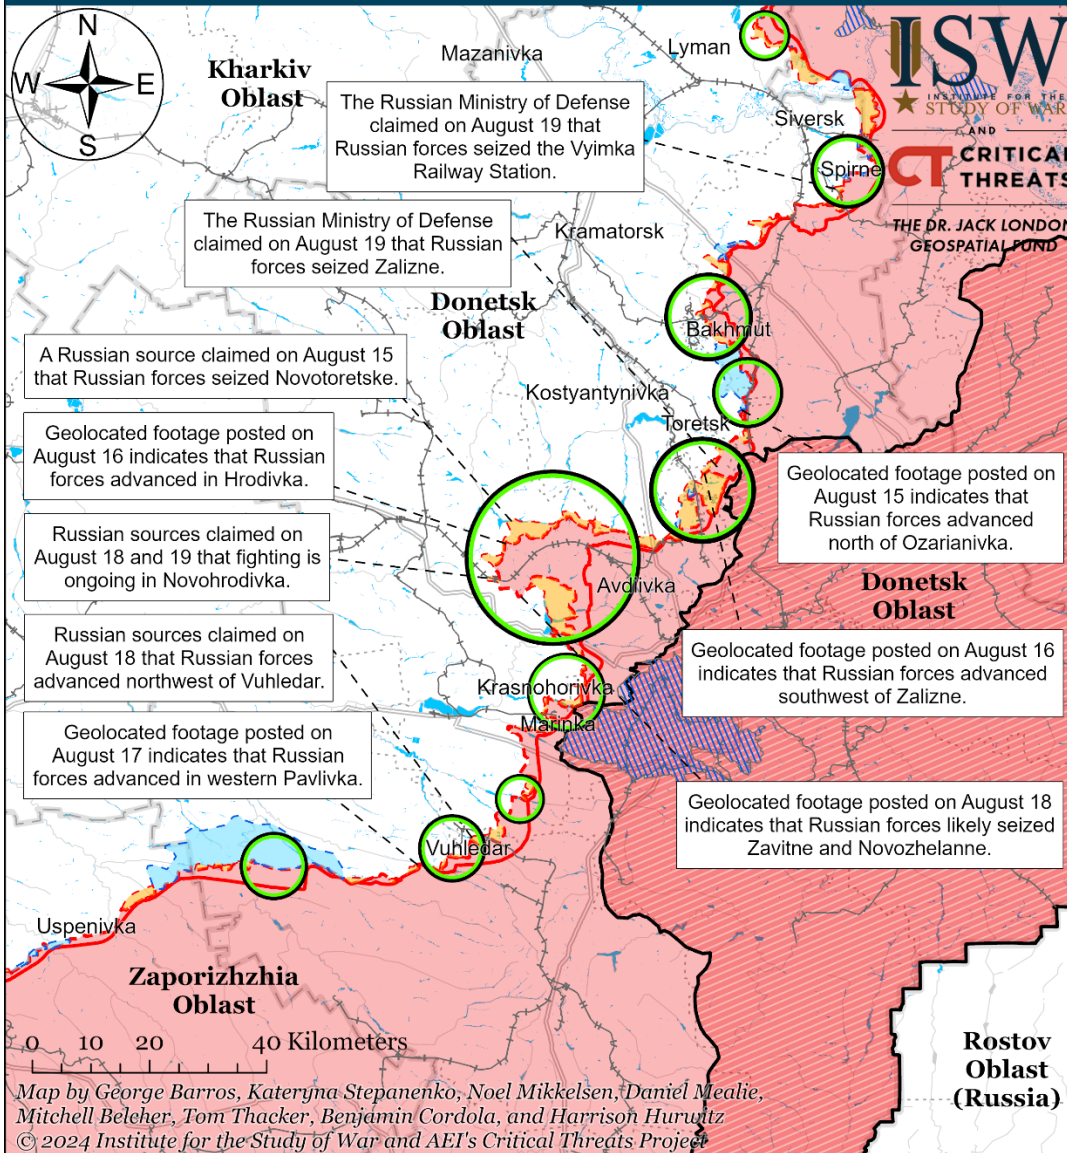 N
W
E
S
Kharkiv
Oblast
Mazanivka
Lyman
ISW
INSTITUTE FOR THE
STUDY OF WAR
AND
CT CRITICAL
THREATS
THE DR. JACK LONDON
GEOSPATIAL FUND
The Russian Ministry of Defense
claimed on August 19 that
Russian forces seized the Vyimka
Railway Station.
Siversk
Spirne
The Russian Ministry of Defense
claimed on August 19 that Russian
forces seized Zalizne.
Kramatorsk
Donetsk
Oblast
Bakhmut
A Russian source claimed on August 15
that Russian forces seized Novotoretske.
Kostyantynivka
Toretsk
Geolocated footage posted on
August 16 indicates that Russian
forces advanced in Hrodivka.
Geolocated footage posted on
August 15 indicates that
Russian forces advanced
north of Ozarianivka.
Russian sources claimed on
August 18 and 19 that fighting is
ongoing in Novohrodivka.
Avdiivka
Donetsk
Oblast
Russian sources claimed on
August 18 that Russian forces
advanced northwest of Vuhledar.
Geolocated footage posted on August 16
indicates that Russian forces advanced
southwest of Zalizne.
Krasnohorivka
Marinka
Geolocated footage posted on
August 17 indicates that Russian
forces advanced in western Pavlivka.
Geolocated footage posted on August 18
indicates that Russian forces likely seized
Zavitne and Novozhelanne.
Vuhledar
Uspenivka
Zaporizhzhia
Oblast
0 10 20 40 Kilometers
Rostov
Oblast
(Russia)
Map by George Barros, Kateryna Stepanenko, Noel Mikkelsen, Daniel Mealie,
Mitchell Belcher, Tom Thacker, Benjamin Cordola, and Harrison Hurwitz
© 2024 Institute for the Study of War and AEI's Critical Threats Project